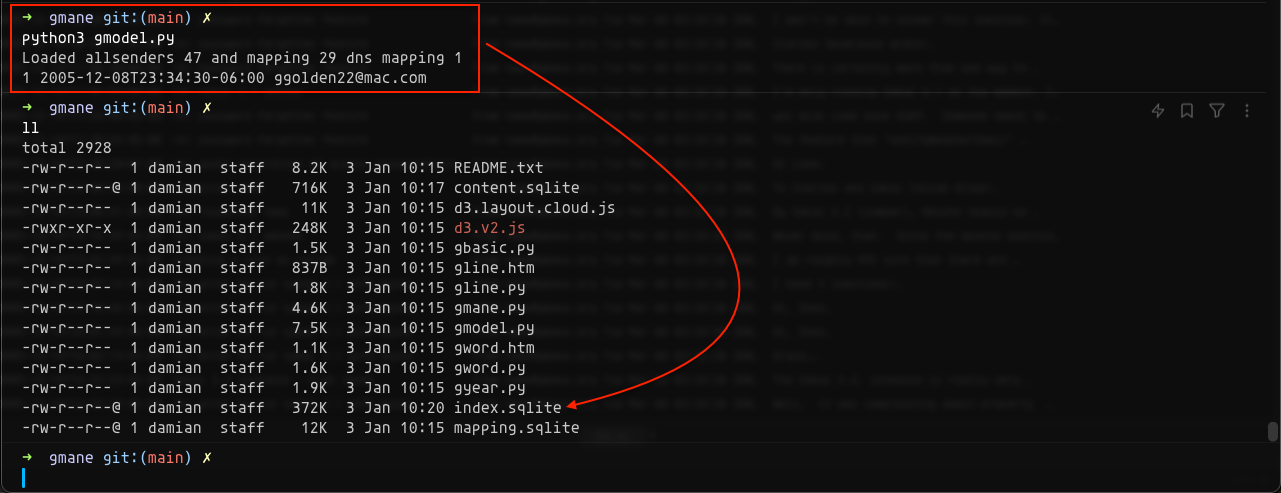 → gmane git:(main) ✗
python3 gmodel.py
Loaded allsenders 47 and mapping 29 dns mapping 1
1 2005-12-08T23:34:30-06:00 ggolden22@mac.com
→ gmane git:(main) ✗
ll
total 2928
-rw-r--r-- 1 damian staff 8.2K 3 Jan 10:15 README.txt
-rw-r--r--@ 1 damian staff 716K 3 Jan 10:17 content.sqlite
-rw-r--r-- 1 damian staff 11K 3 Jan 10:15 d3.layout.cloud.js
-rwxr-xr-x 1 damian staff 248K 3 Jan 10:15 d3.v2.js
-rw-r--r-- 1 damian staff 1.5K 3 Jan 10:15 gbasic.py
-rw-r--r-- 1 damian staff 837B 3 Jan 10:15 gline.htm
-rw-r--r-- 1 damian staff 1.8K 3 Jan 10:15 gline.py
-rw-r--r-- 1 damian staff 4.6K 3 Jan 10:15 gmane.py
-rw-r--r-- 1 damian staff 7.5K 3 Jan 10:15 gmodel.py
-rw-r--r-- 1 damian staff 1.1K 3 Jan 10:15 gword.htm
-rw-r--r-- 1 damian staff 1.6K 3 Jan 10:15 gword.py
-rw-r--r-- 1 damian staff 1.9K 3 Jan 10:15 gyear.py
-rw-r--r--@ 1 damian staff 372K 3 Jan 10:20 index.sqlite
-rw-r--r--@ 1 damian staff 12K 3 Jan 10:15 mapping.sqlite
→ gmane git:(main) ✗